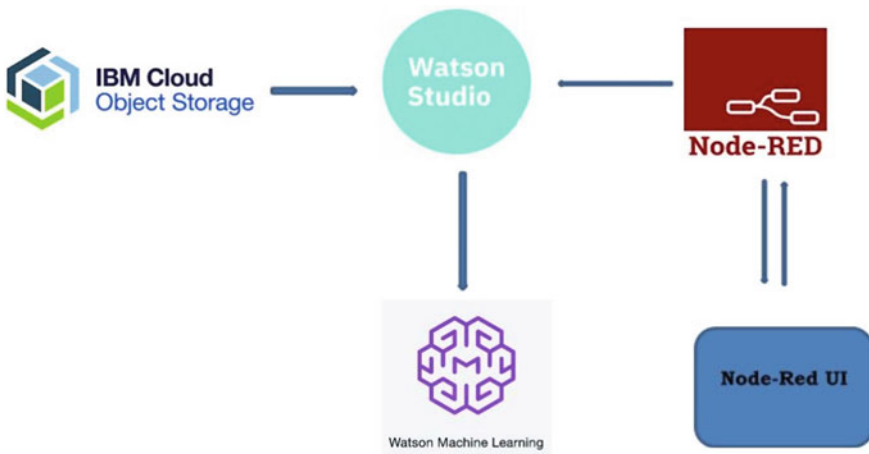 IBM Cloud
Object Storage
Watson
Studio
Node-RED
Watson Machine Learning
Node-Red UI